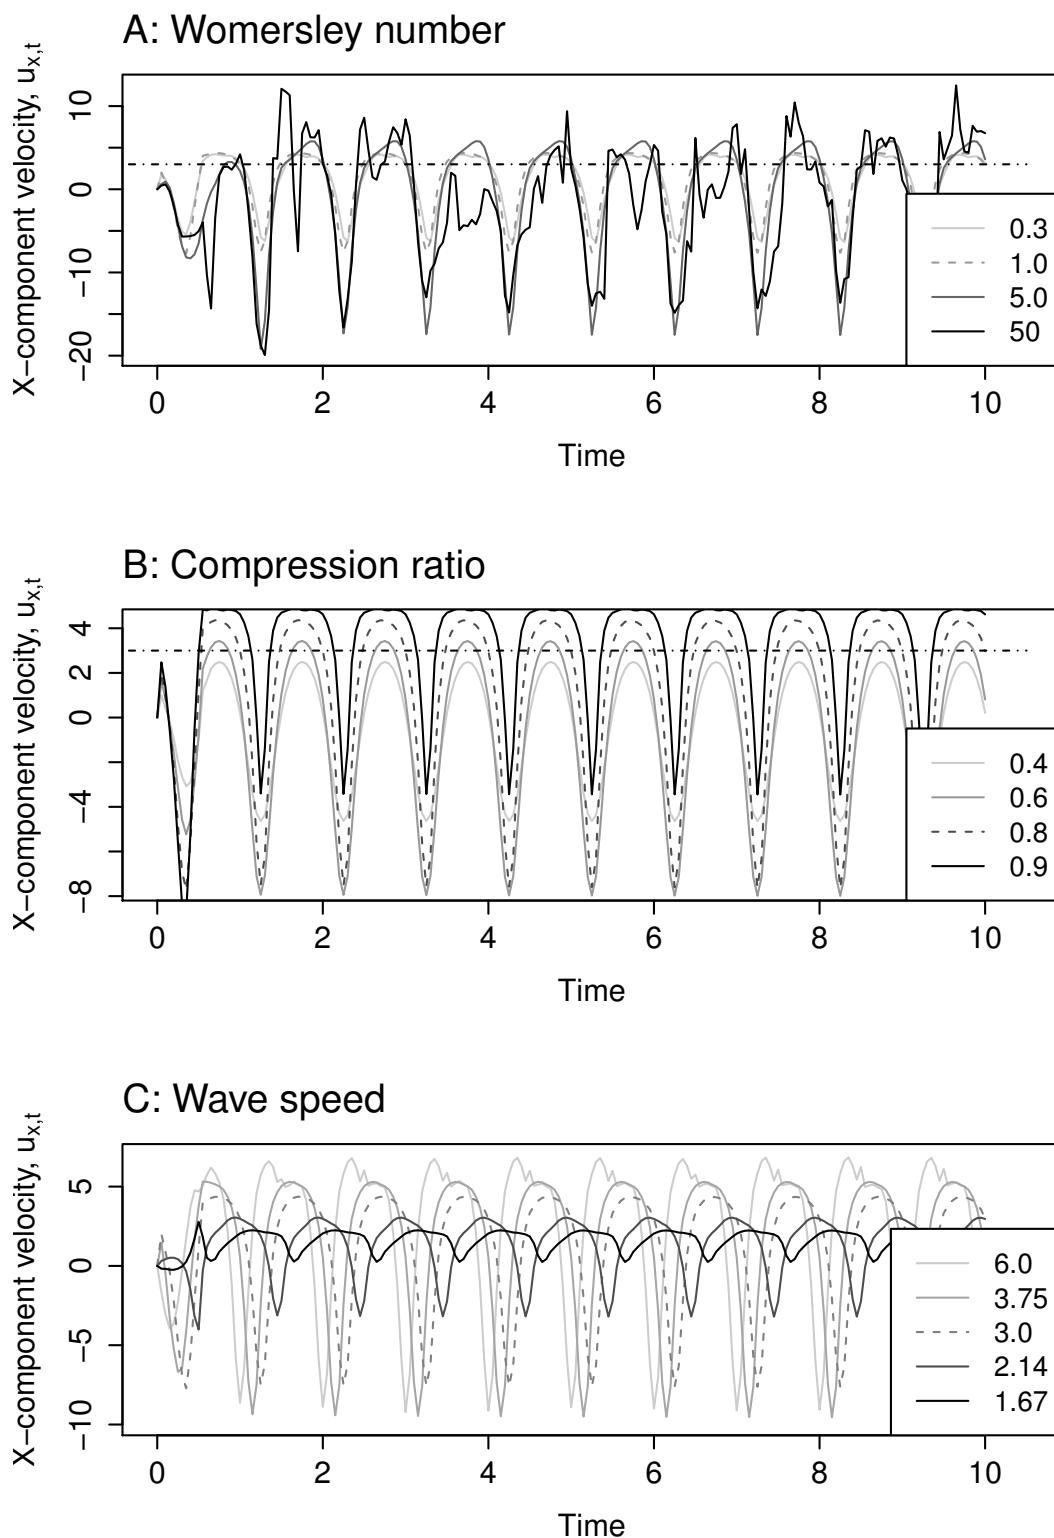 A: Womersley number
X−component velocity, ux,t
10
0
−10
−20
0 2 4 6 8 10
Time
0.3
1.0
5.0
50
B: Compression ratio
X−component velocity, ux,t
4
2
0
−4
−8
0 2 4 6 8 10
Time
0.4
0.6
0.8
0.9
C: Wave speed
X−component velocity, ux,t
5
0
−5
−10
0 2 4 6 8 10
Time
6.0
3.75
3.0
2.14
1.67